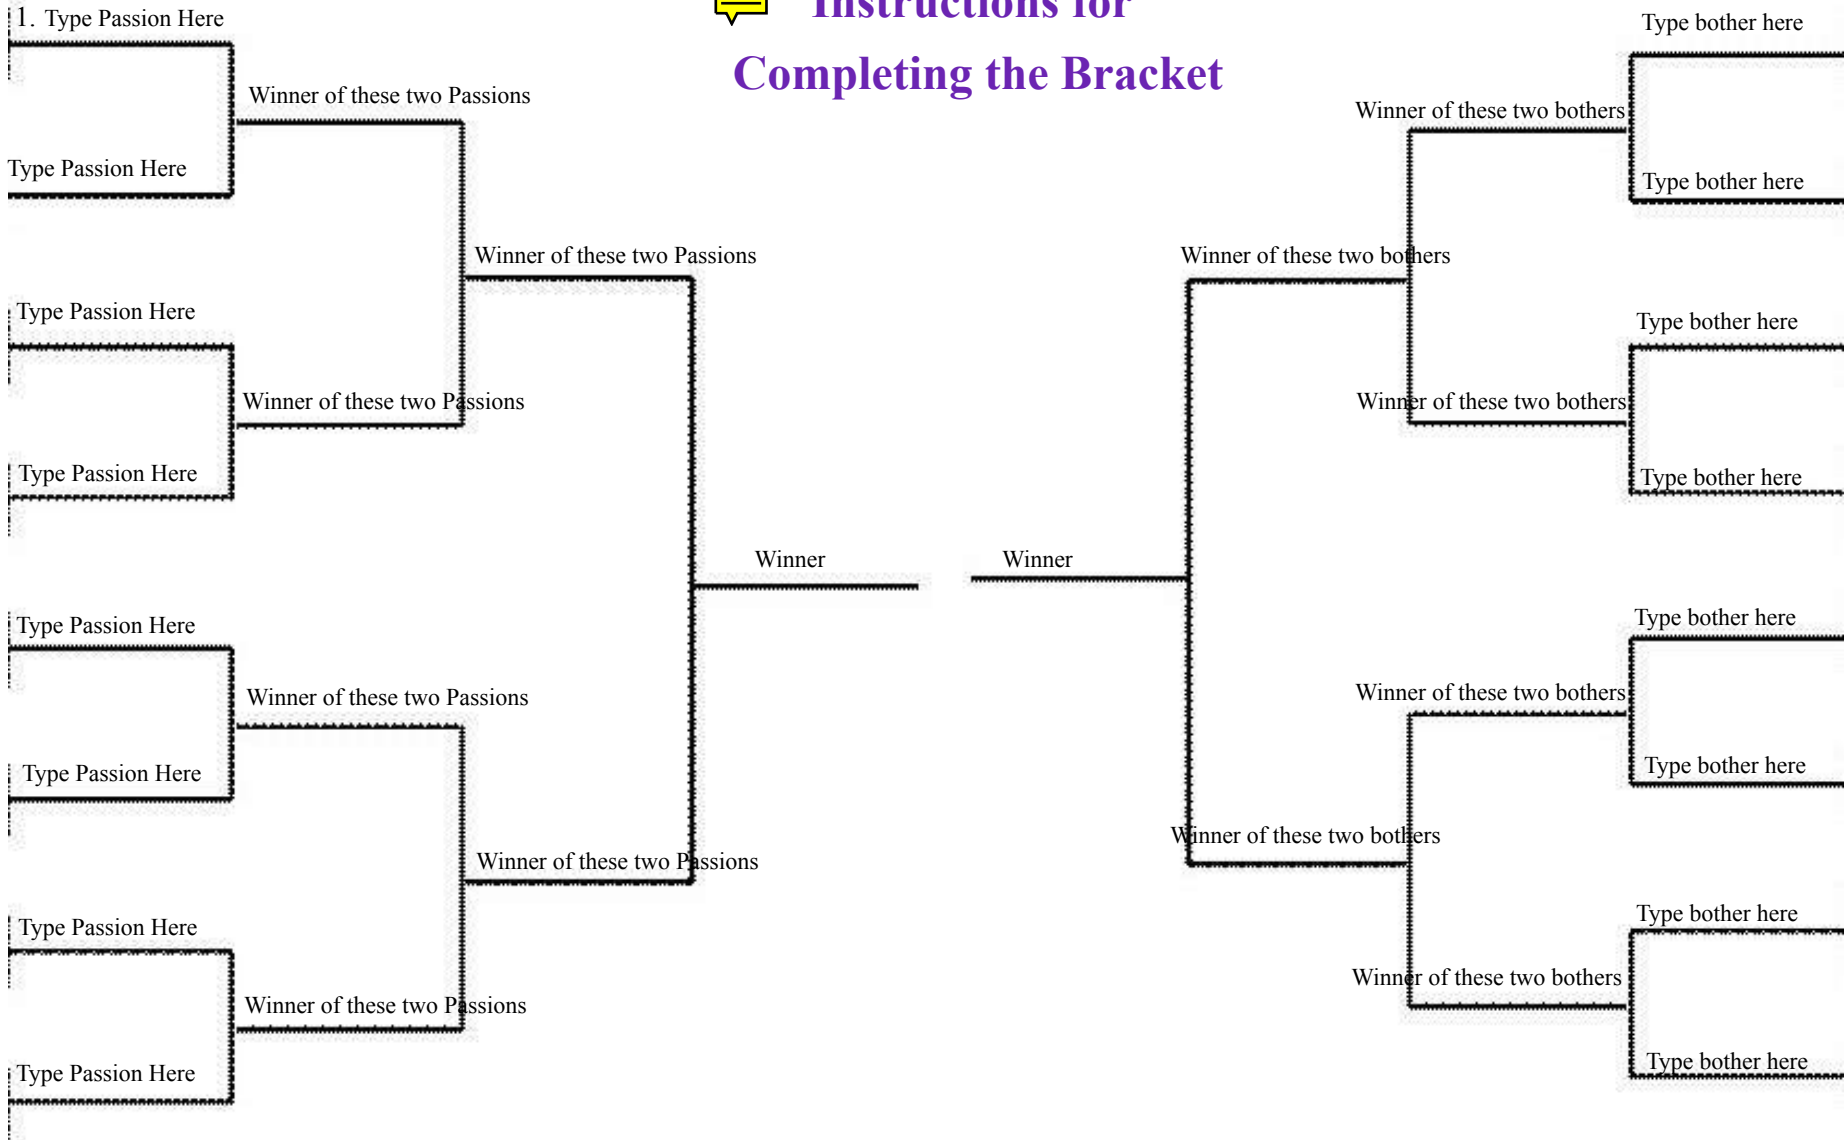 Instructions for
Completing the Bracket
1. Type Passion Here
Type Passion Here
Type Passion Here
Type Passion Here
Type Passion Here
Type Passion Here
Type Passion Here
Type Passion Here
Winner of these two Passions
Winner of these two Passions
Winner of these two Passions
Winner of these two Passions
Winner of these two Passions
Winner of these two Passions
Winner
Winner
Winner of these two bothers
Winner of these two bothers
Winner of these two bothers
Winner of these two bothers
Winner of these two bothers
Winner of these two bothers
Type bother here
Type bother here
Type bother here
Type bother here
Type bother here
Type bother here
Type bother here
Type bother here